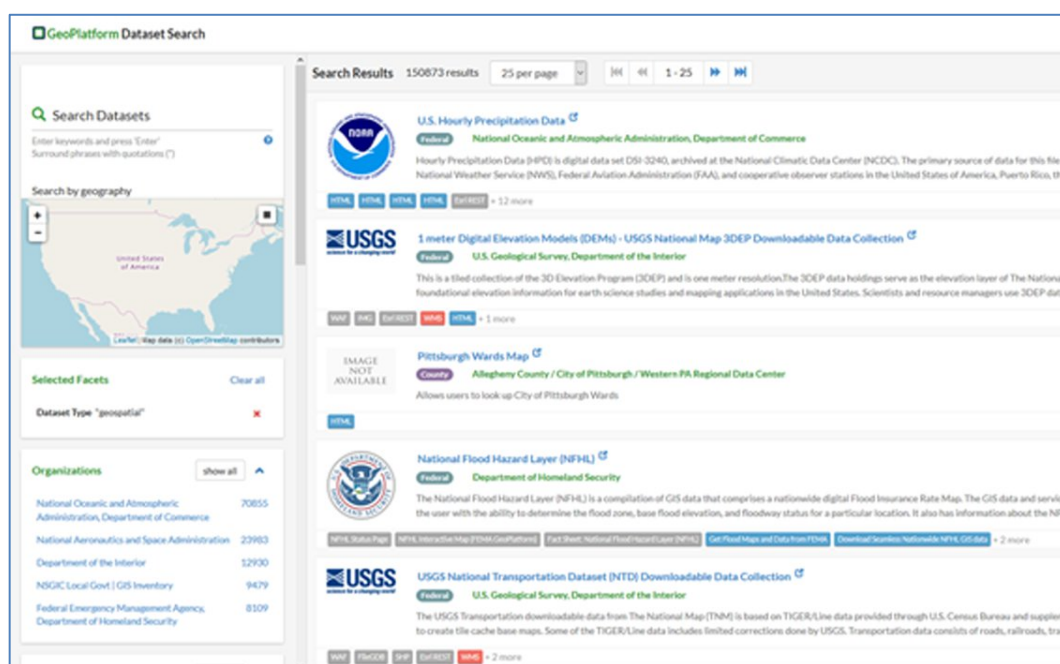 GeoPlatform Dataset Search
Search Datasets
Enter keywords and press 'Enter'
Surround phrases with quotations (")
Search by geography
+
−
United States
of America
Leaflet | Map data (c) OpenStreetMap contributors
Selected Facets Clear all
Dataset Type "geospatial"
Organizations show all
National Oceanic and Atmospheric 70855
Administration, Department of Commerce
National Aeronautics and Space Administration 23983
Department of the Interior 12930
NSGIC Local Govt | GIS Inventory 9479
Federal Emergency Management Agency, 8109
Department of Homeland Security
Search Results 150873 results 25 per page 1 - 25
NOAA
U.S. Hourly Precipitation Data
Federal National Oceanic and Atmospheric Administration, Department of Commerce
Hourly Precipitation Data (HPD) is digital data set DSI-3240, archived at the National Climatic Data Center (NCDC). The primary source of data for this file
National Weather Service (NWS), Federal Aviation Administration (FAA), and cooperative observer stations in the United States of America, Puerto Rico, th
HTML HTML HTML HTML Esri REST + 12 more
USGS
science for a changing world
1 meter Digital Elevation Models (DEMs) - USGS National Map 3DEP Downloadable Data Collection
Federal U.S. Geological Survey, Department of the Interior
This is a tiled collection of the 3D Elevation Program (3DEP) and is one meter resolution.The 3DEP data holdings serve as the elevation layer of The National
foundational elevation information for earth science studies and mapping applications in the United States. Scientists and resource managers use 3DEP dat
WAF IMG Esri REST WMS HTML + 1 more
IMAGE
NOT
AVAILABLE
Pittsburgh Wards Map
County Allegheny County / City of Pittsburgh / Western PA Regional Data Center
Allows users to look up City of Pittsburgh Wards
HTML
National Flood Hazard Layer (NFHL)
Federal Department of Homeland Security
The National Flood Hazard Layer (NFHL) is a compilation of GIS data that comprises a nationwide digital Flood Insurance Rate Map. The GIS data and servi
the user with the ability to determine the flood zone, base flood elevation, and floodway status for a particular location. It also has information about the NF
NFHL Status Page NFHL Interactive Map (FEMA GeoPlatform) Fact Sheet: National Flood Hazard Layer (NFHL) Get Flood Maps and Data from FEMA Download Seamless Nationwide NFHL GIS data + 2 more
USGS
science for a changing world
USGS National Transportation Dataset (NTD) Downloadable Data Collection
Federal U.S. Geological Survey, Department of the Interior
The USGS Transportation downloadable data from The National Map (TNM) is based on TIGER/Line data provided through U.S. Census Bureau and supplem
to create tile cache base maps. Some of the TIGER/Line data includes limited corrections done by USGS. Transportation data consists of roads, railroads, tra
WAF FileGDB SHP Esri REST WMS + 2 more